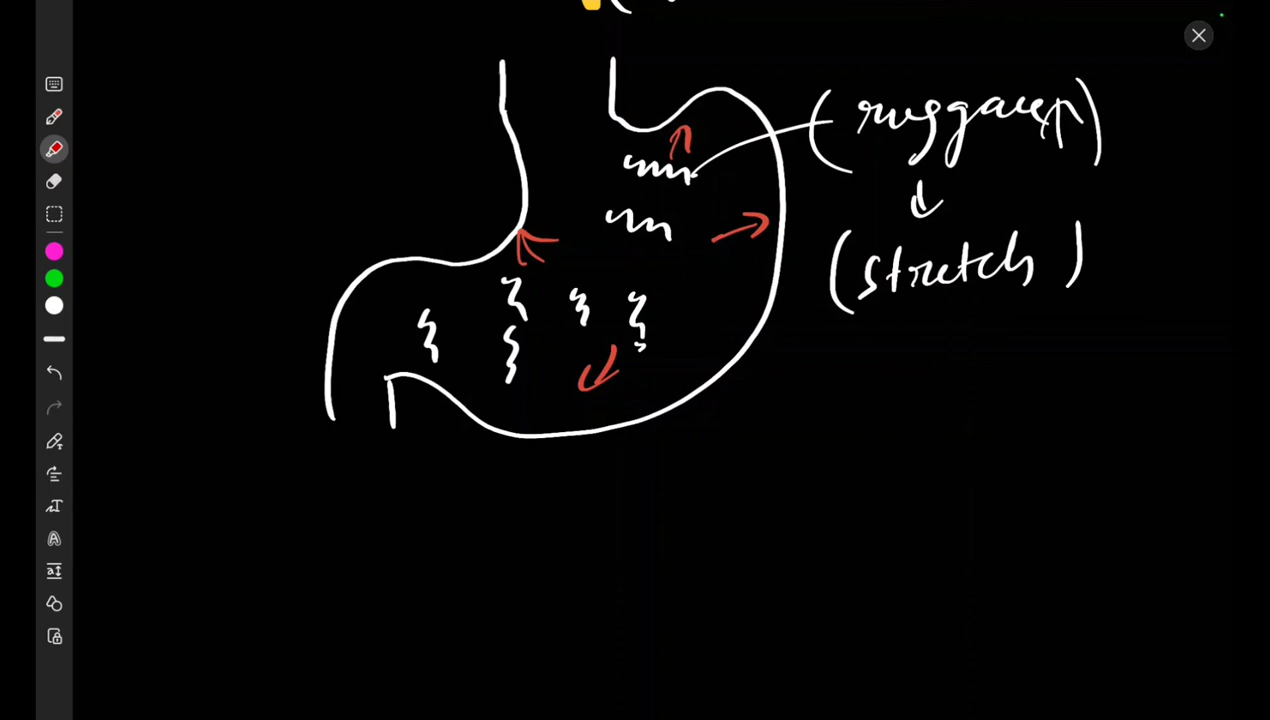 (ruggae↑)
↓
(stretch)